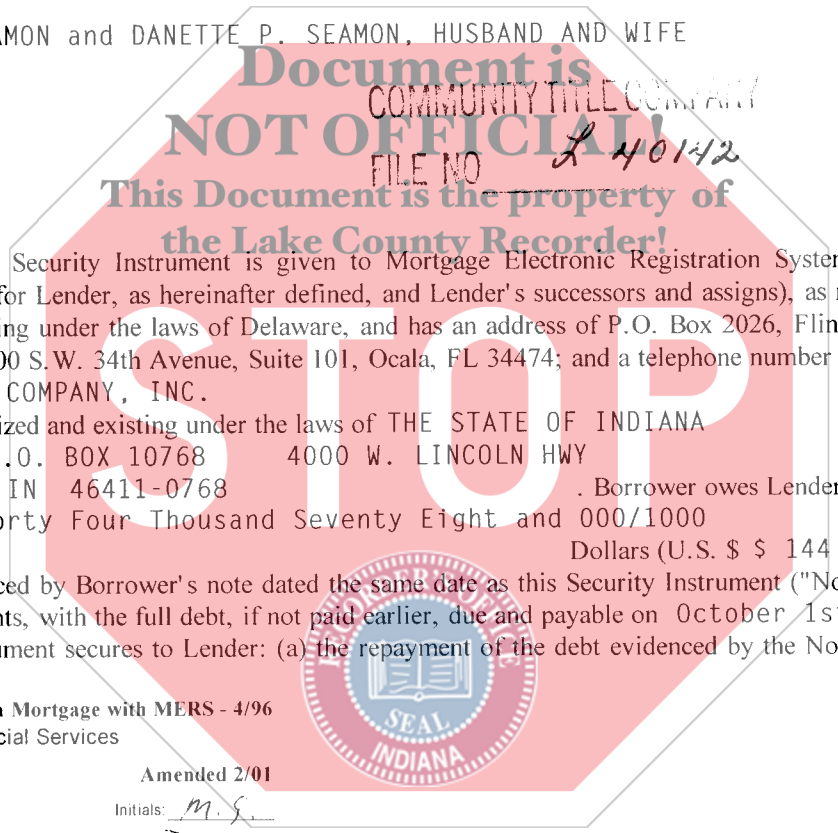 AMON and DANETTE P. SEAMON, HUSBAND AND WIFE
Document is
COMMUNITY TITLE COMPANY
NOT OFFICIAL!
FILE NO L 40142
This Document is the property of
the Lake County Recorder!
Security Instrument is given to Mortgage Electronic Registration System
for Lender, as hereinafter defined, and Lender's successors and assigns), as
ing under the laws of Delaware, and has an address of P.O. Box 2026, Flin
00 S.W. 34th Avenue, Suite 101, Ocala, FL 34474; and a telephone number
COMPANY, INC.
ized and existing under the laws of THE STATE OF INDIANA
.O. BOX 10768 4000 W. LINCOLN HWY
IN 46411-0768 . Borrower owes Lender
orty Four Thousand Seventy Eight and 000/1000
Dollars (U.S. $ $ 144
ced by Borrower's note dated the same date as this Security Instrument ("No
nts, with the full debt, if not paid earlier, due and payable on October 1s
ument secures to Lender: (a) the repayment of the debt evidenced by the No
STOP
RECORDER OFFICE
SEAL
INDIANA
Mortgage with MERS - 4/96
cial Services
Amended 2/01
Initials: M. S.